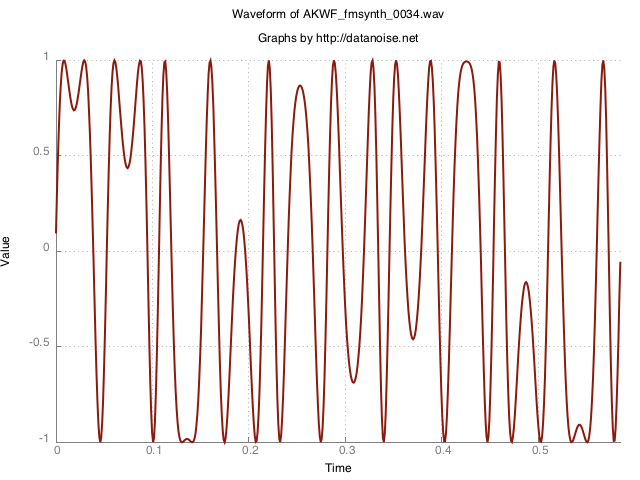 Waveform of AKWF_fmsynth_0034.wav
Graphs by http://datanoise.net
1
0.5
0
-0.5
-1
Value
0 0.1 0.2 0.3 0.4 0.5
Time